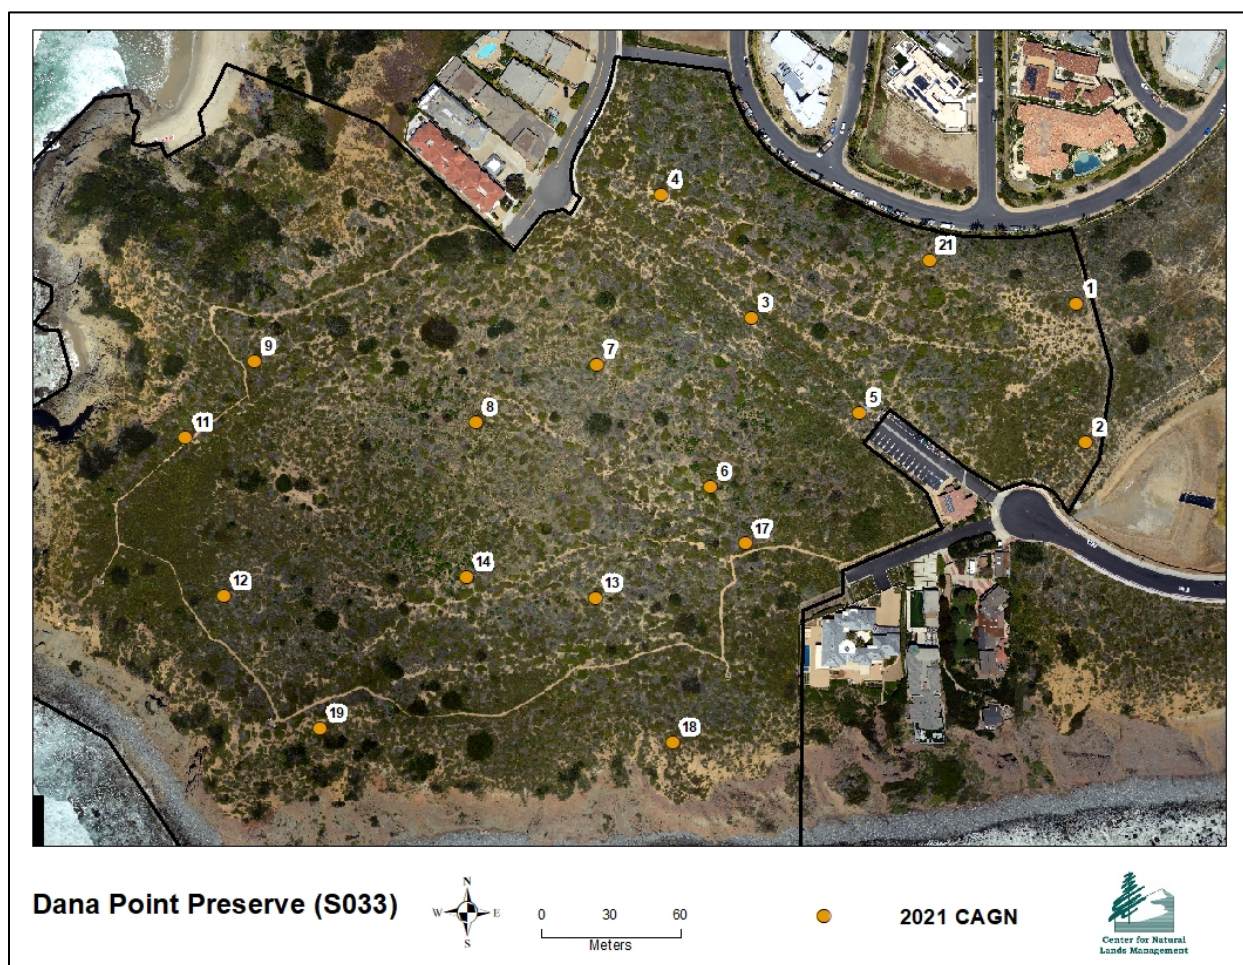 4
21
1
3
9
7
8
5
11
2
6
17
14
12
13
19
18
Dana Point Preserve (S033)
N
W E
S
0 30 60
Meters
2021 CAGN
Center for Natural
Lands Management